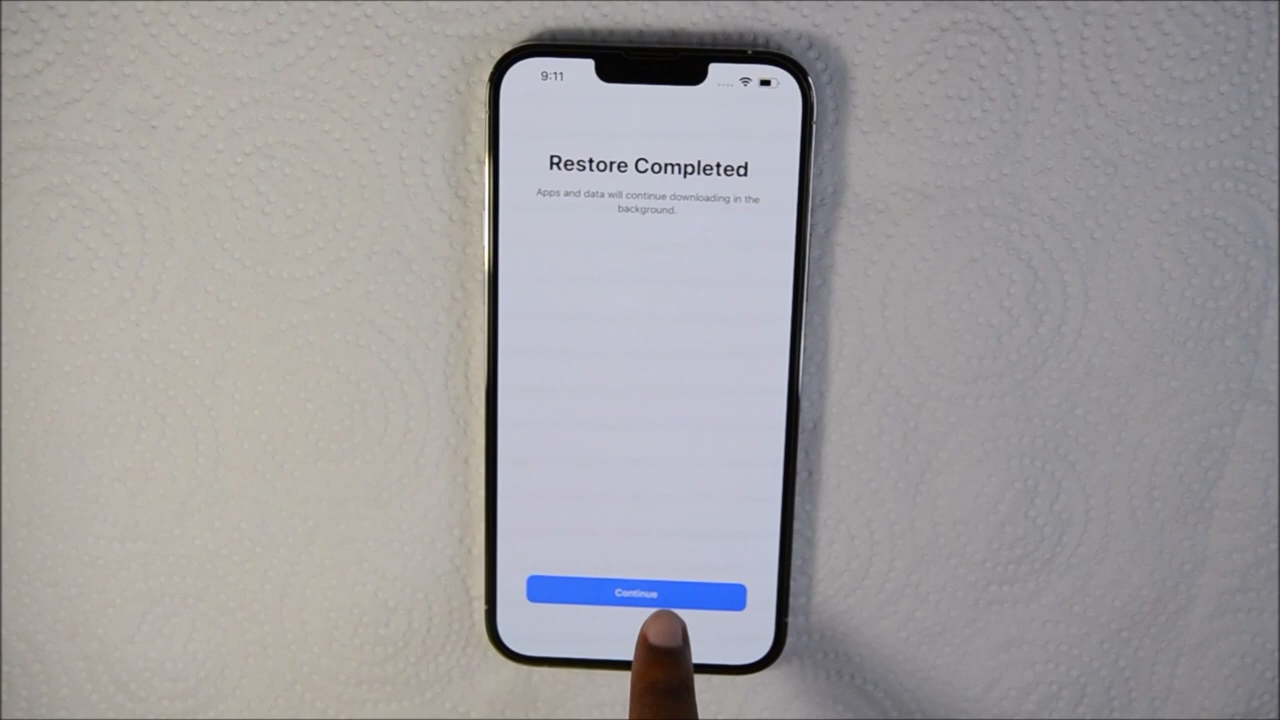 9:11
Restore Completed
Apps and data will continue downloading in the
background.
Continue